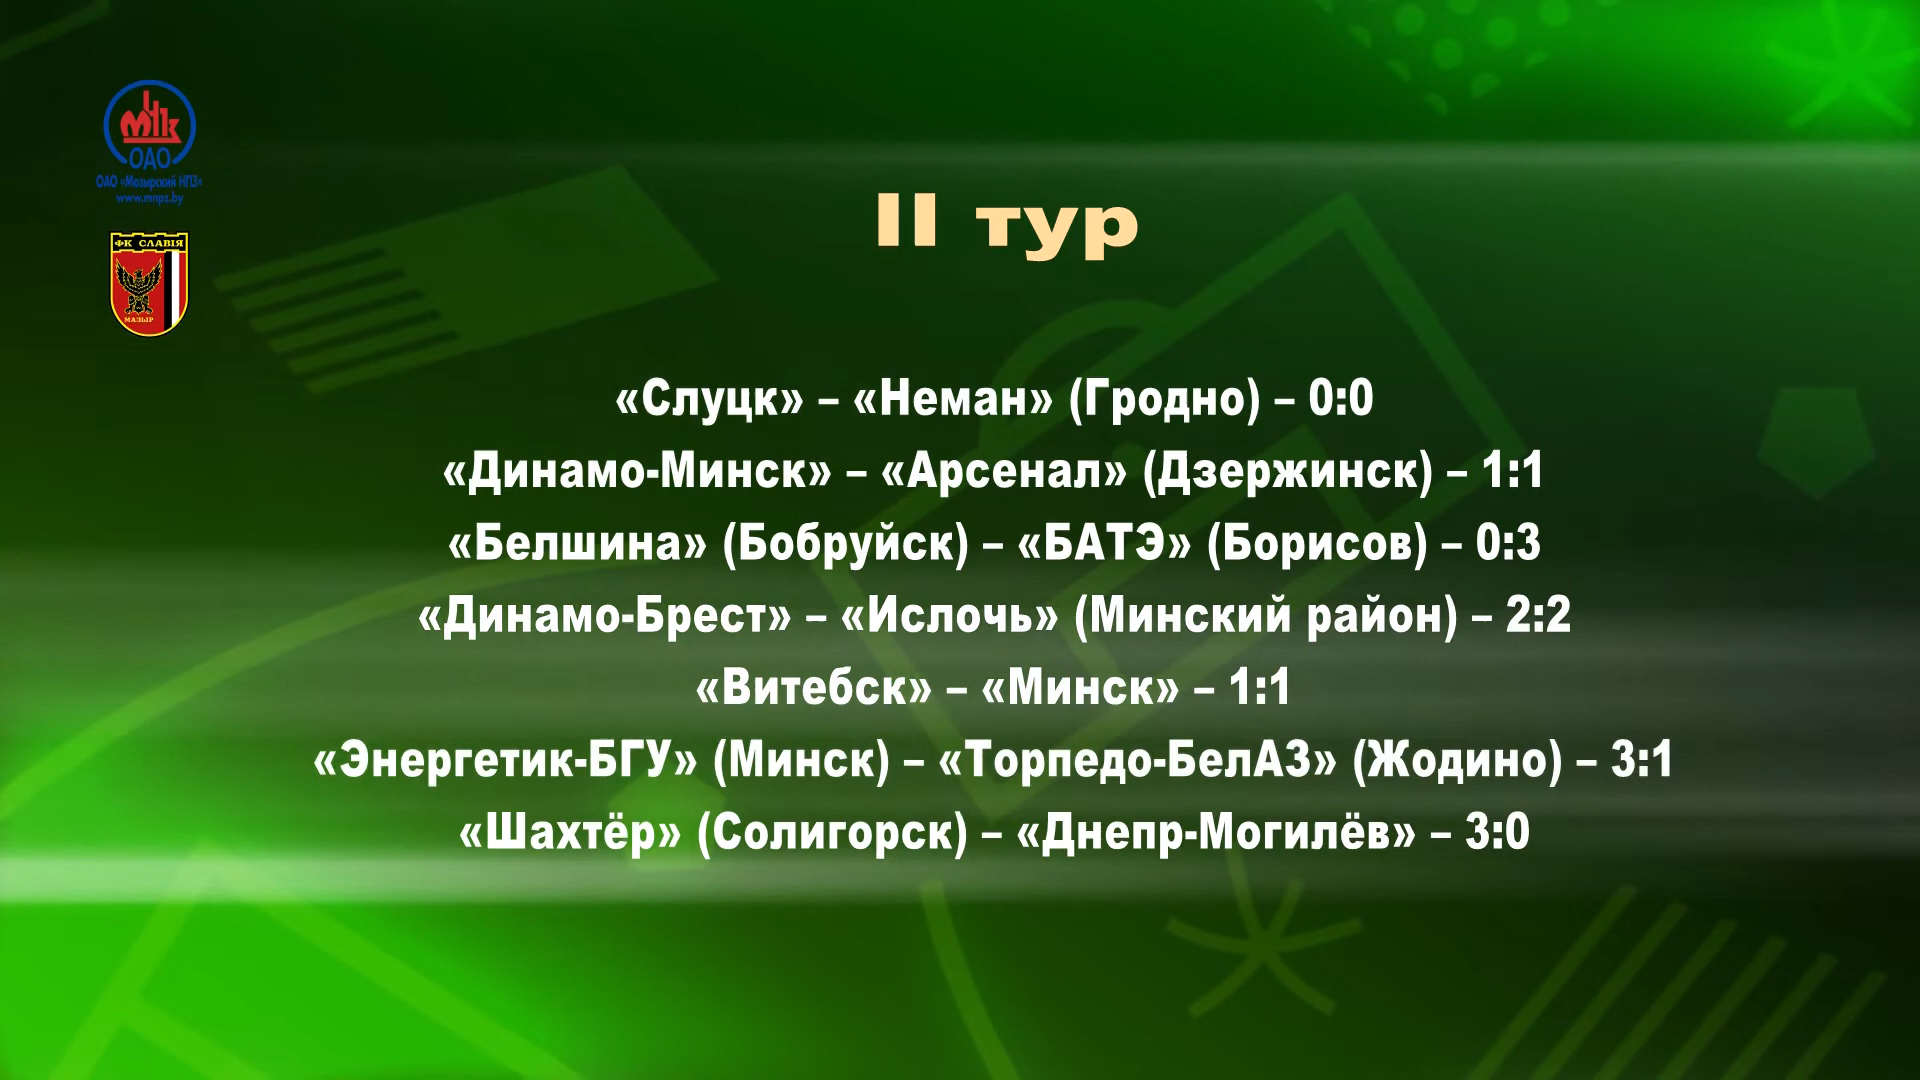 МНПК
ОАО
ОАО «Мозырский НПЗ»
www.mnpz.by
ФК СЛАВІЯ
МАЗЫР
II тур
«Слуцк» – «Неман» (Гродно) – 0:0
«Динамо-Минск» – «Арсенал» (Дзержинск) – 1:1
«Белшина» (Бобруйск) – «БАТЭ» (Борисов) – 0:3
«Динамо-Брест» – «Ислочь» (Минский район) – 2:2
«Витебск» – «Минск» – 1:1
«Энергетик-БГУ» (Минск) – «Торпедо-БелАЗ» (Жодино) – 3:1
«Шахтёр» (Солигорск) – «Днепр-Могилёв» – 3:0